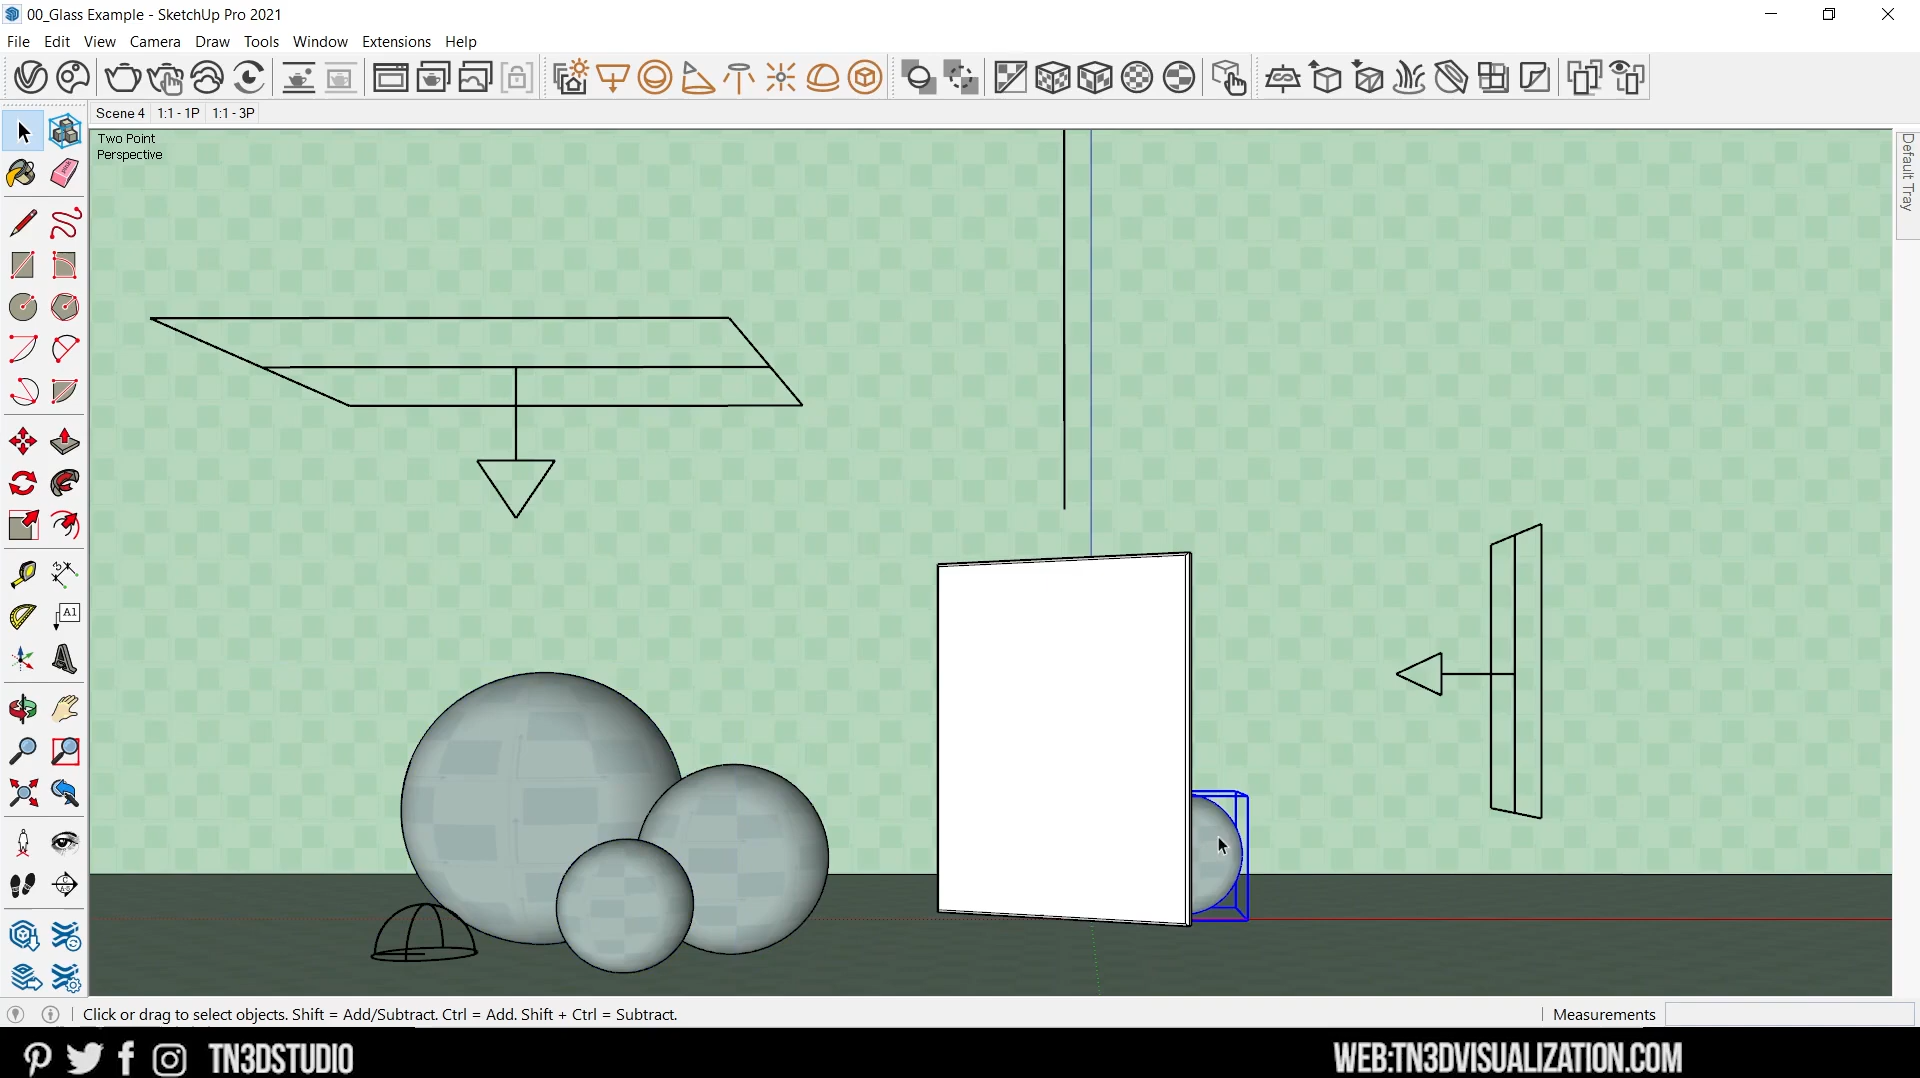 00_Glass Example - SketchUp Pro 2021
File Edit View Camera Draw Tools Window Extensions Help
Scene 4 1:1 - 1P 1:1 - 3P
Two Point
Perspective
Default Tray
A1
Click or drag to select objects. Shift = Add/Subtract. Ctrl = Add. Shift + Ctrl = Subtract.
Measurements
TN3DSTUDIO
WEB:TN3DVISUALIZATION.COM